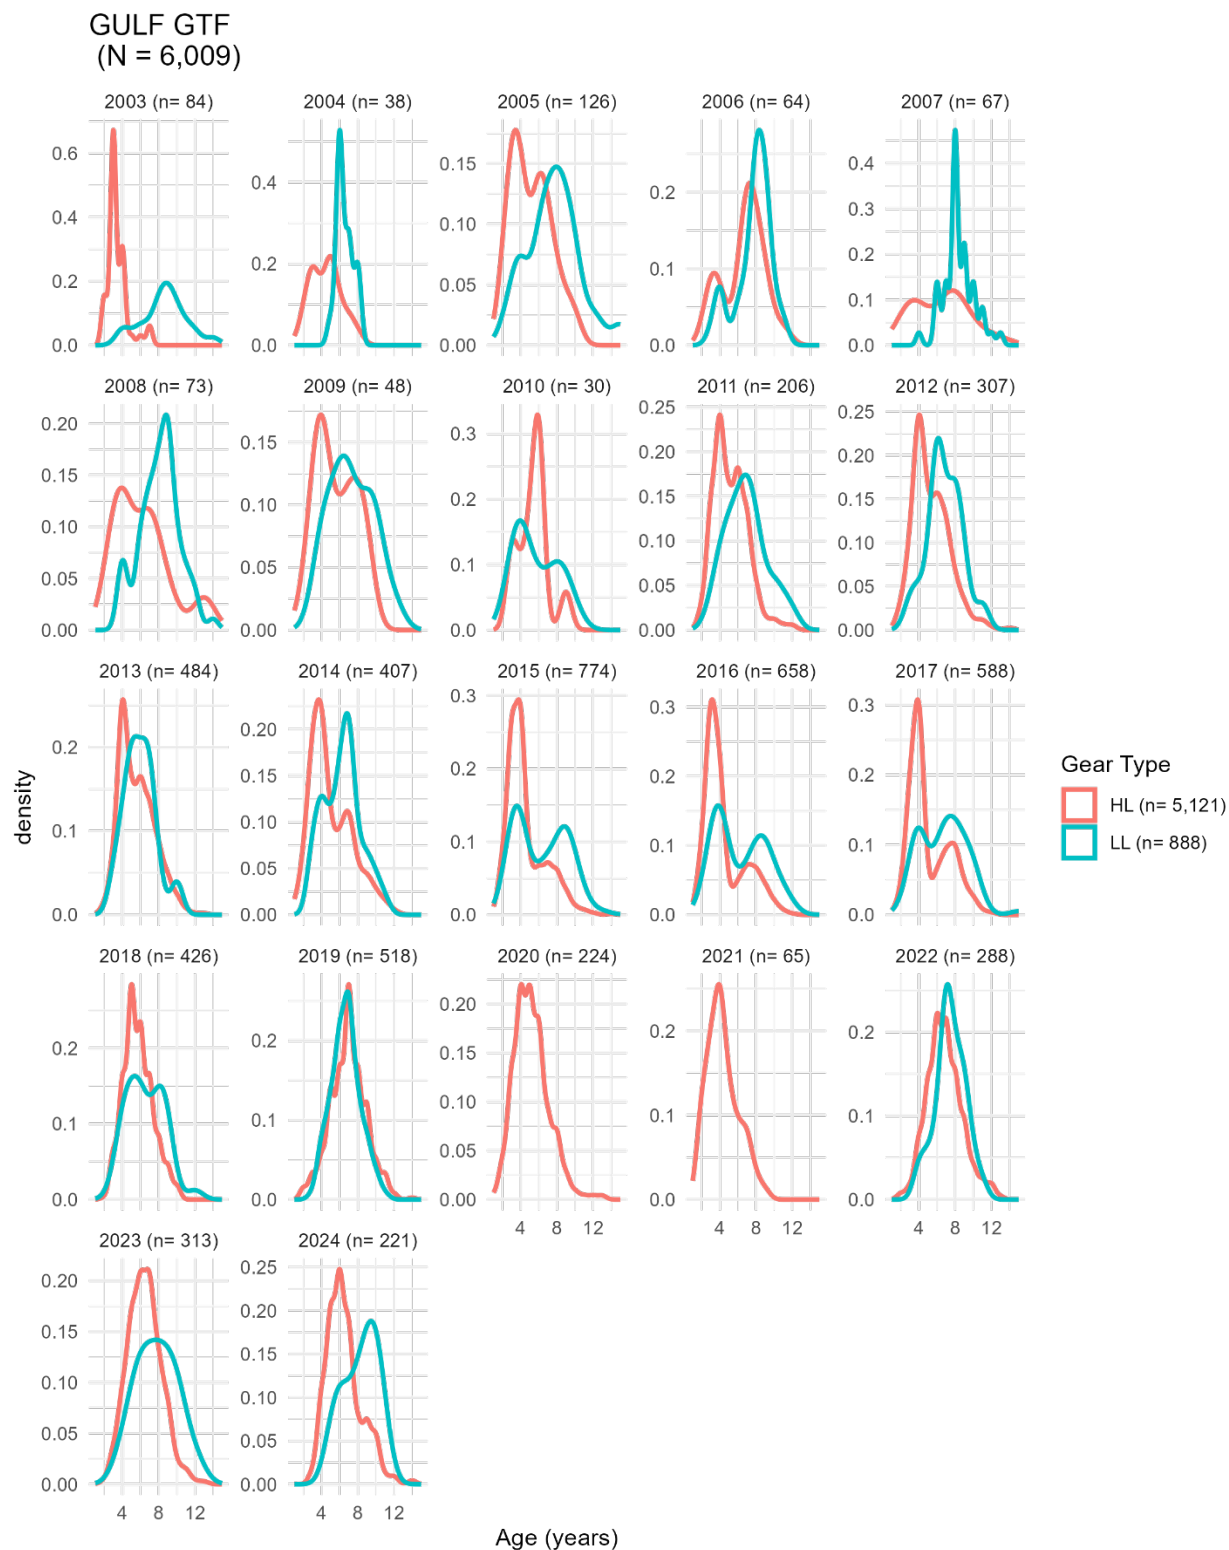 GULF GTF
(N = 6,009)
2003 (n= 84)
2004 (n= 38)
2005 (n= 126)
2006 (n= 64)
2007 (n= 67)
0.6
0.4
0.2
0.0
0.4
0.2
0.0
0.15
0.10
0.05
0.00
0.2
0.1
0.0
0.4
0.3
0.2
0.1
0.0
2008 (n= 73)
2009 (n= 48)
2010 (n= 30)
2011 (n= 206)
2012 (n= 307)
0.20
0.15
0.10
0.05
0.00
0.15
0.10
0.05
0.00
0.3
0.2
0.1
0.0
0.25
0.20
0.15
0.10
0.05
0.00
0.25
0.20
0.15
0.10
0.05
0.00
2013 (n= 484)
2014 (n= 407)
2015 (n= 774)
2016 (n= 658)
2017 (n= 588)
0.2
0.1
0.0
0.20
0.15
0.10
0.05
0.00
0.3
0.2
0.1
0.0
0.3
0.2
0.1
0.0
0.3
0.2
0.1
0.0
2018 (n= 426)
2019 (n= 518)
2020 (n= 224)
2021 (n= 65)
2022 (n= 288)
0.2
0.1
0.0
0.2
0.1
0.0
0.20
0.15
0.10
0.05
0.00
0.2
0.1
0.0
0.2
0.1
0.0
4 8 12
4 8 12
4 8 12
2023 (n= 313)
2024 (n= 221)
0.20
0.15
0.10
0.05
0.00
0.25
0.20
0.15
0.10
0.05
0.00
4 8 12
4 8 12
density
Age (years)
Gear Type
HL (n= 5,121)
LL (n= 888)